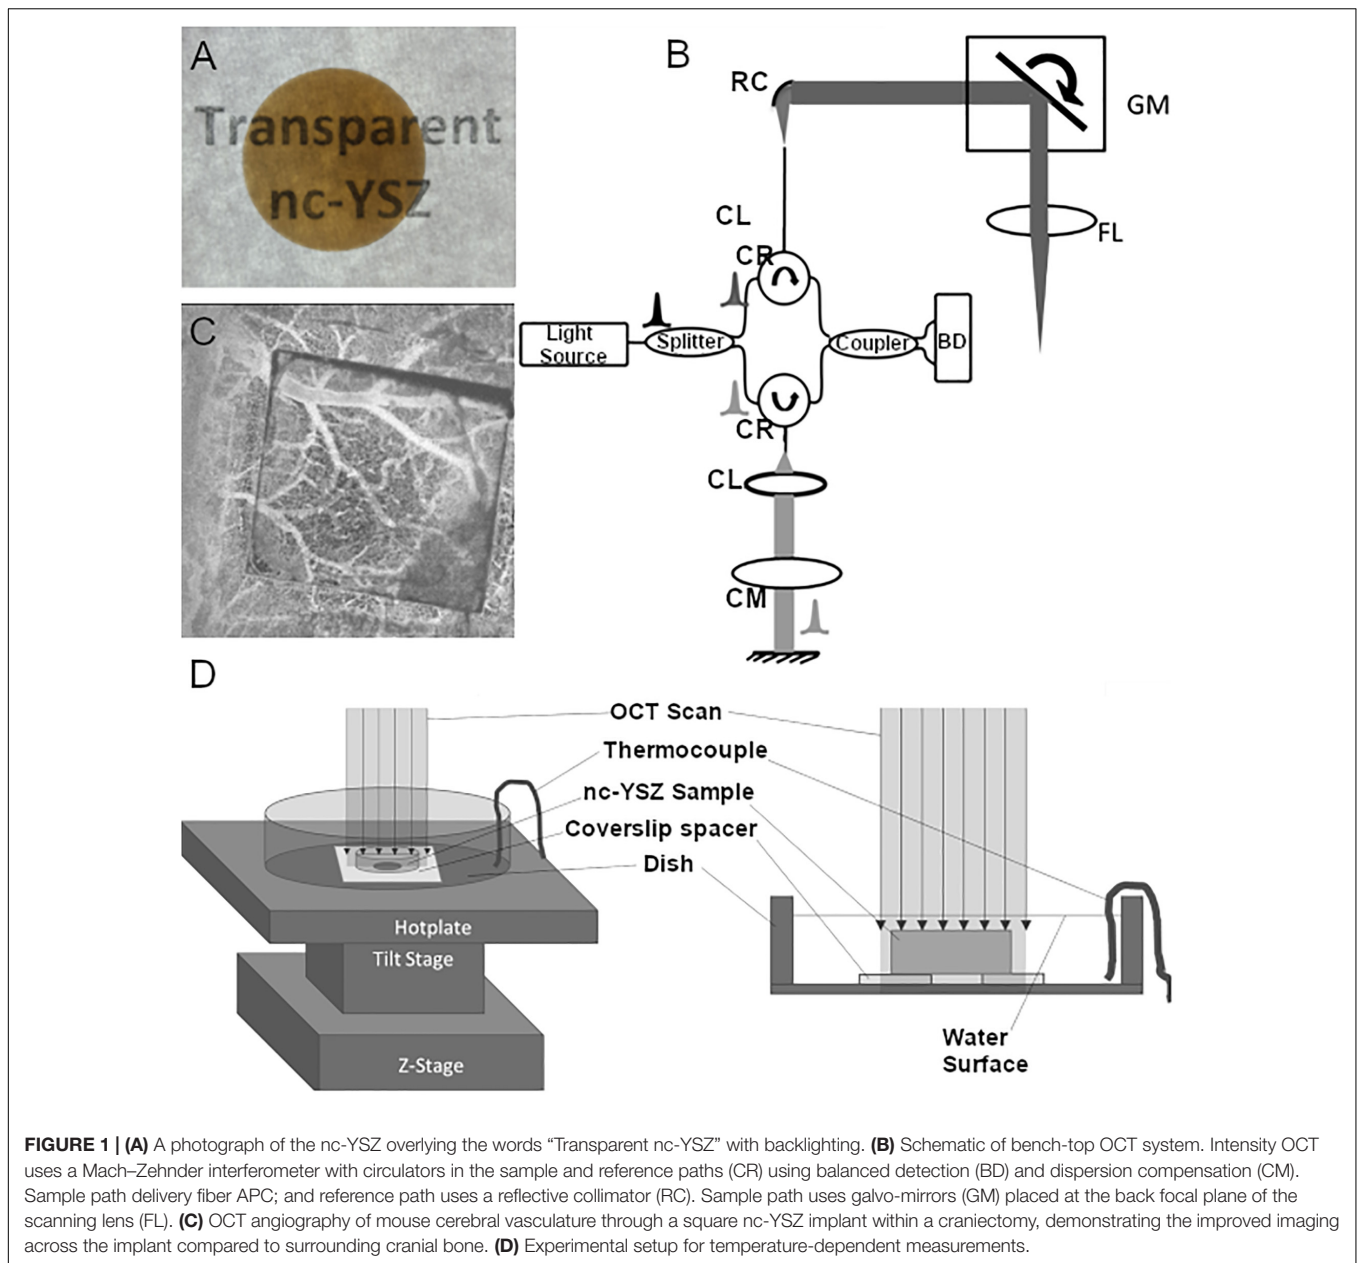 A
Transparent
nc-YSZ
B
RC
GM
CL
FL
CR
Light
Source
Splitter
Coupler
BD
CR
CL
CM
C
D
OCT Scan
Thermocouple
nc-YSZ Sample
Coverslip spacer
Dish
Hotplate
Tilt Stage
Z-Stage
Water
Surface
FIGURE 1 | (A) A photograph of the nc-YSZ overlying the words “Transparent nc-YSZ” with backlighting. (B) Schematic of bench-top OCT system. Intensity OCT
uses a Mach–Zehnder interferometer with circulators in the sample and reference paths (CR) using balanced detection (BD) and dispersion compensation (CM).
Sample path delivery fiber APC; and reference path uses a reflective collimator (RC). Sample path uses galvo-mirrors (GM) placed at the back focal plane of the
scanning lens (FL). (C) OCT angiography of mouse cerebral vasculature through a square nc-YSZ implant within a craniectomy, demonstrating the improved imaging
across the implant compared to surrounding cranial bone. (D) Experimental setup for temperature-dependent measurements.